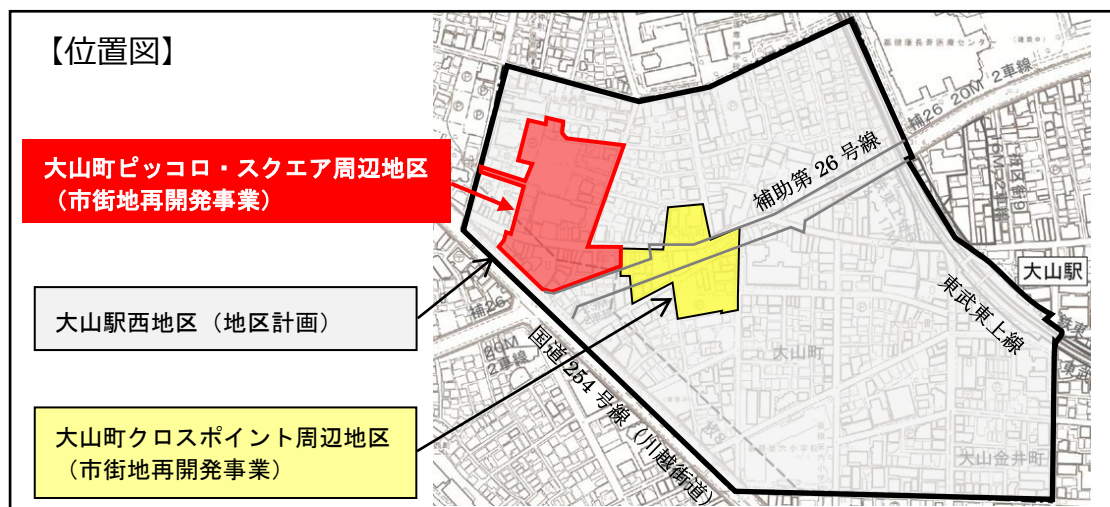 【位置図】
大山町ピッコロ・スクエア周辺地区
（市街地再開発事業）
大山駅西地区（地区計画）
大山町クロスポイント周辺地区
（市街地再開発事業）
補助第 26 号線
補26 20M 2車線
東武東上線
大山駅
大山町
大山金井町
国道 254 号線（川越街道）
補26
20M
2車線
東武